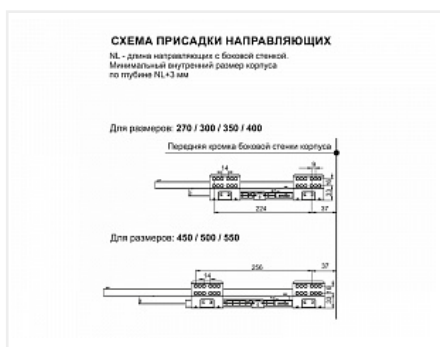 СХЕМА ПРИСАДКИ НАПРАВЛЯЮЩИХ
NL - длина направляющих с боковой стенкой.
Минимальный внутренний размер корпуса
по глубине NL+3 мм
Для размеров: 270 / 300 / 350 / 400
Передняя кромка боковой стенки корпуса
14
9
33
224
37
Для размеров: 450 / 500 / 550
256
37
14
33